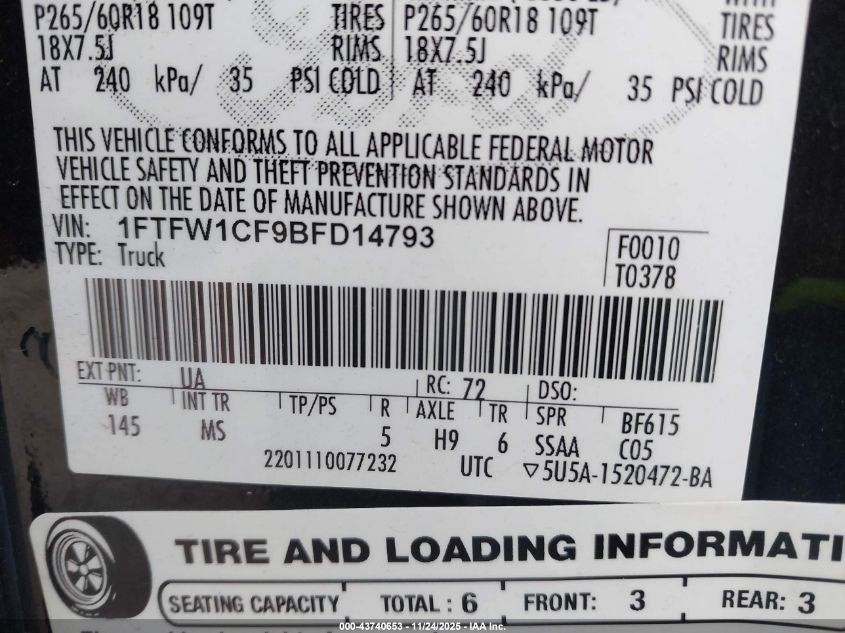 P265/60R18 109T TIRES P265/60R18 109T TIRES
18X7.5J RIMS 18X7.5J RIMS
AT 240 kPa/ 35 PSI COLD AT 240 kPa/ 35 PSI COLD
THIS VEHICLE CONFORMS TO ALL APPLICABLE FEDERAL MOTOR
VEHICLE SAFETY AND THEFT PREVENTION STANDARDS IN
EFFECT ON THE DATE OF MANUFACTURE SHOWN ABOVE.
VIN: 1FTFW1CF9BFD14793
TYPE: Truck
F0010
T0378
EXT PNT: UA RC: 72 DSO:
WB INT TR TP/PS R AXLE TR SPR BF615
145 MS 5 H9 6 SSAA C05
2201110077232 UTC ▽5U5A-1520472-BA
TIRE AND LOADING INFORMATI
SEATING CAPACITY TOTAL: 6 FRONT: 3 REAR: 3
000-43740653 - 11/24/2025 - IAA Inc.